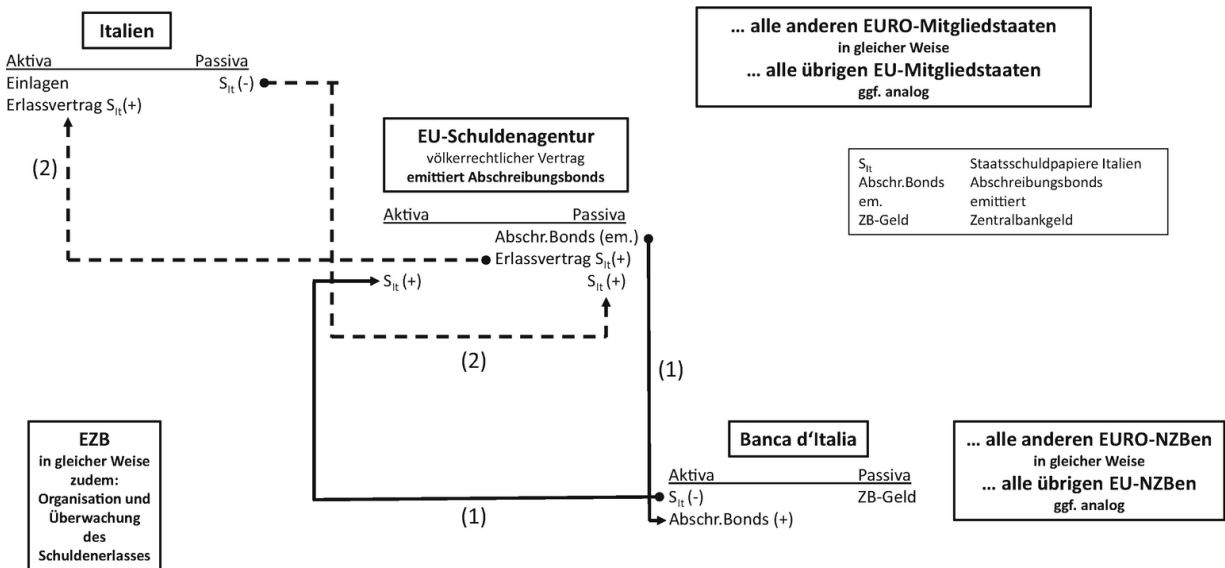 Italien
Aktiva Passiva
Einlagen S_It (-)
Erlassvertrag S_It(+)
(2)
... alle anderen EURO-Mitgliedstaaten
in gleicher Weise
... alle übrigen EU-Mitgliedstaaten
ggf. analog
EU-Schuldenagentur
völkerrechtlicher Vertrag
emittiert Abschreibungsbonds
S_It Staatsschuldpapiere Italien
Abschr.Bonds Abschreibungsbonds
em. emittiert
ZB-Geld Zentralbankgeld
Aktiva Passiva
Abschr.Bonds (em.)
Erlassvertrag S_It(+)
S_It (+) S_It (+)
(2)
(1)
EZB
in gleicher Weise
zudem:
Organisation und
Überwachung
des
Schuldenerlasses
(1)
Banca d'Italia
Aktiva Passiva
S_It (-) ZB-Geld
Abschr.Bonds (+)
... alle anderen EURO-NZBen
in gleicher Weise
... alle übrigen EU-NZBen
ggf. analog